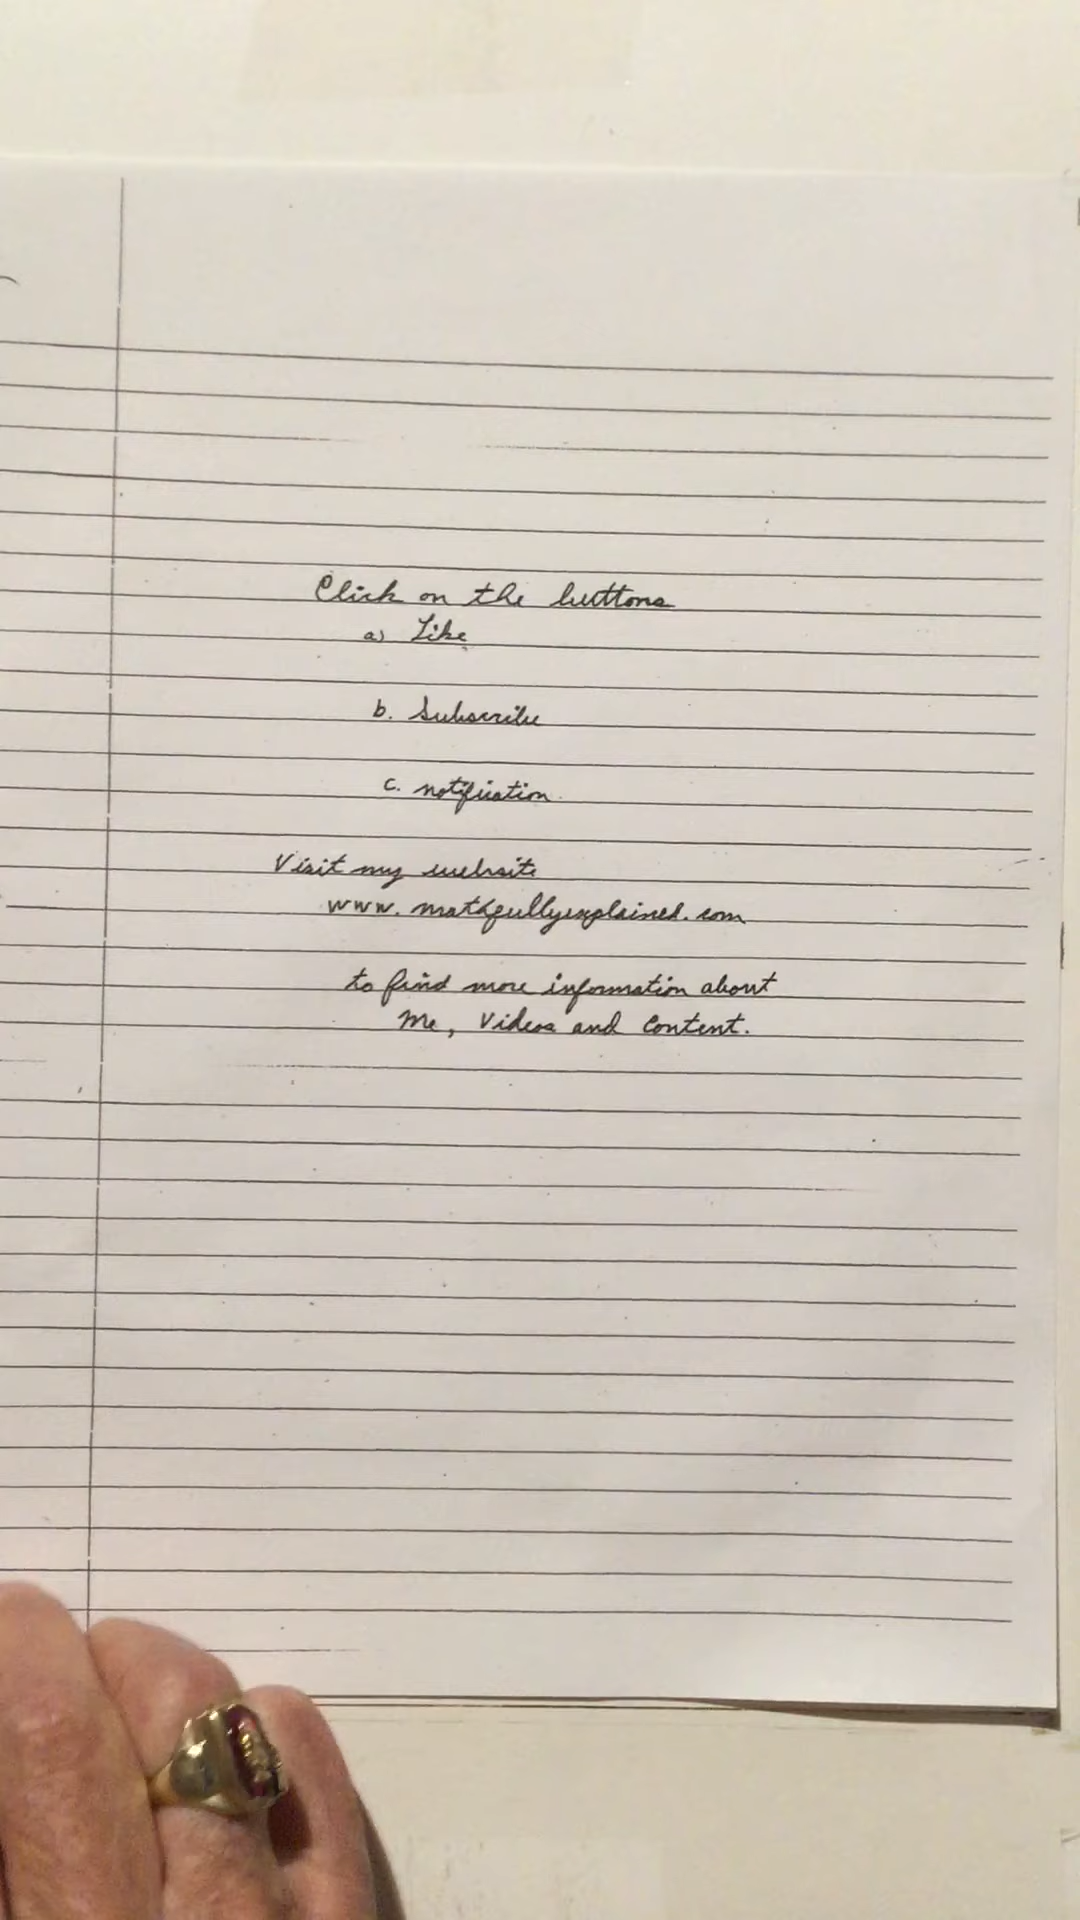 Click on the buttons
a) Like
b. Subscribe
c. notification
Visit my website
www.mathfullyexplained.com
to find more information about
Me, Videos and Content.